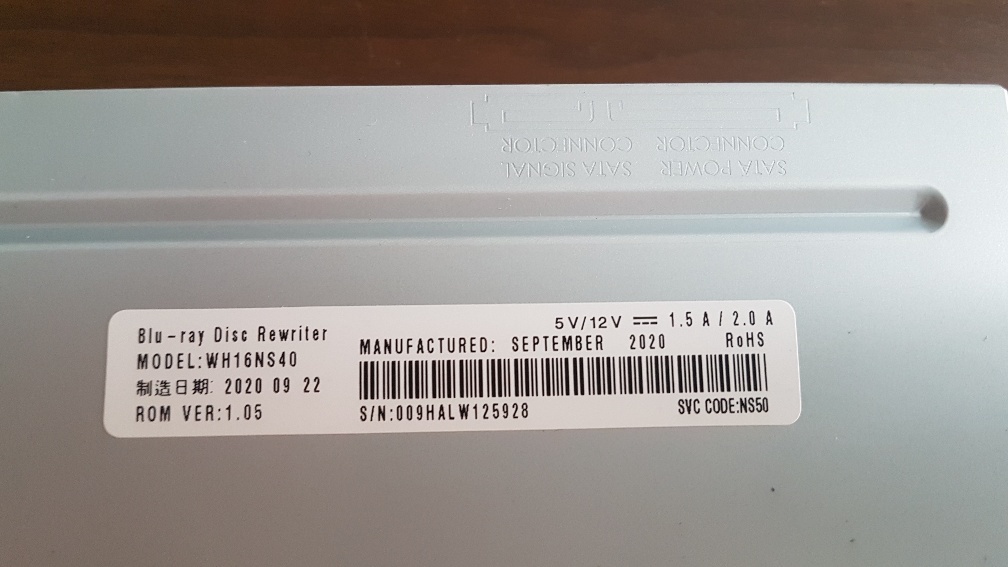 SATA POWER CONNECTOR
SATA SIGNAL CONNECTOR
Blu-ray Disc Rewriter
MODEL:WH16NS40
制造日期: 2020 09 22
ROM VER:1.05
5V/12V ⎓ 1.5 A / 2.0 A
MANUFACTURED: SEPTEMBER 2020 RoHS
S/N:009HALW125928
SVC CODE:NS50